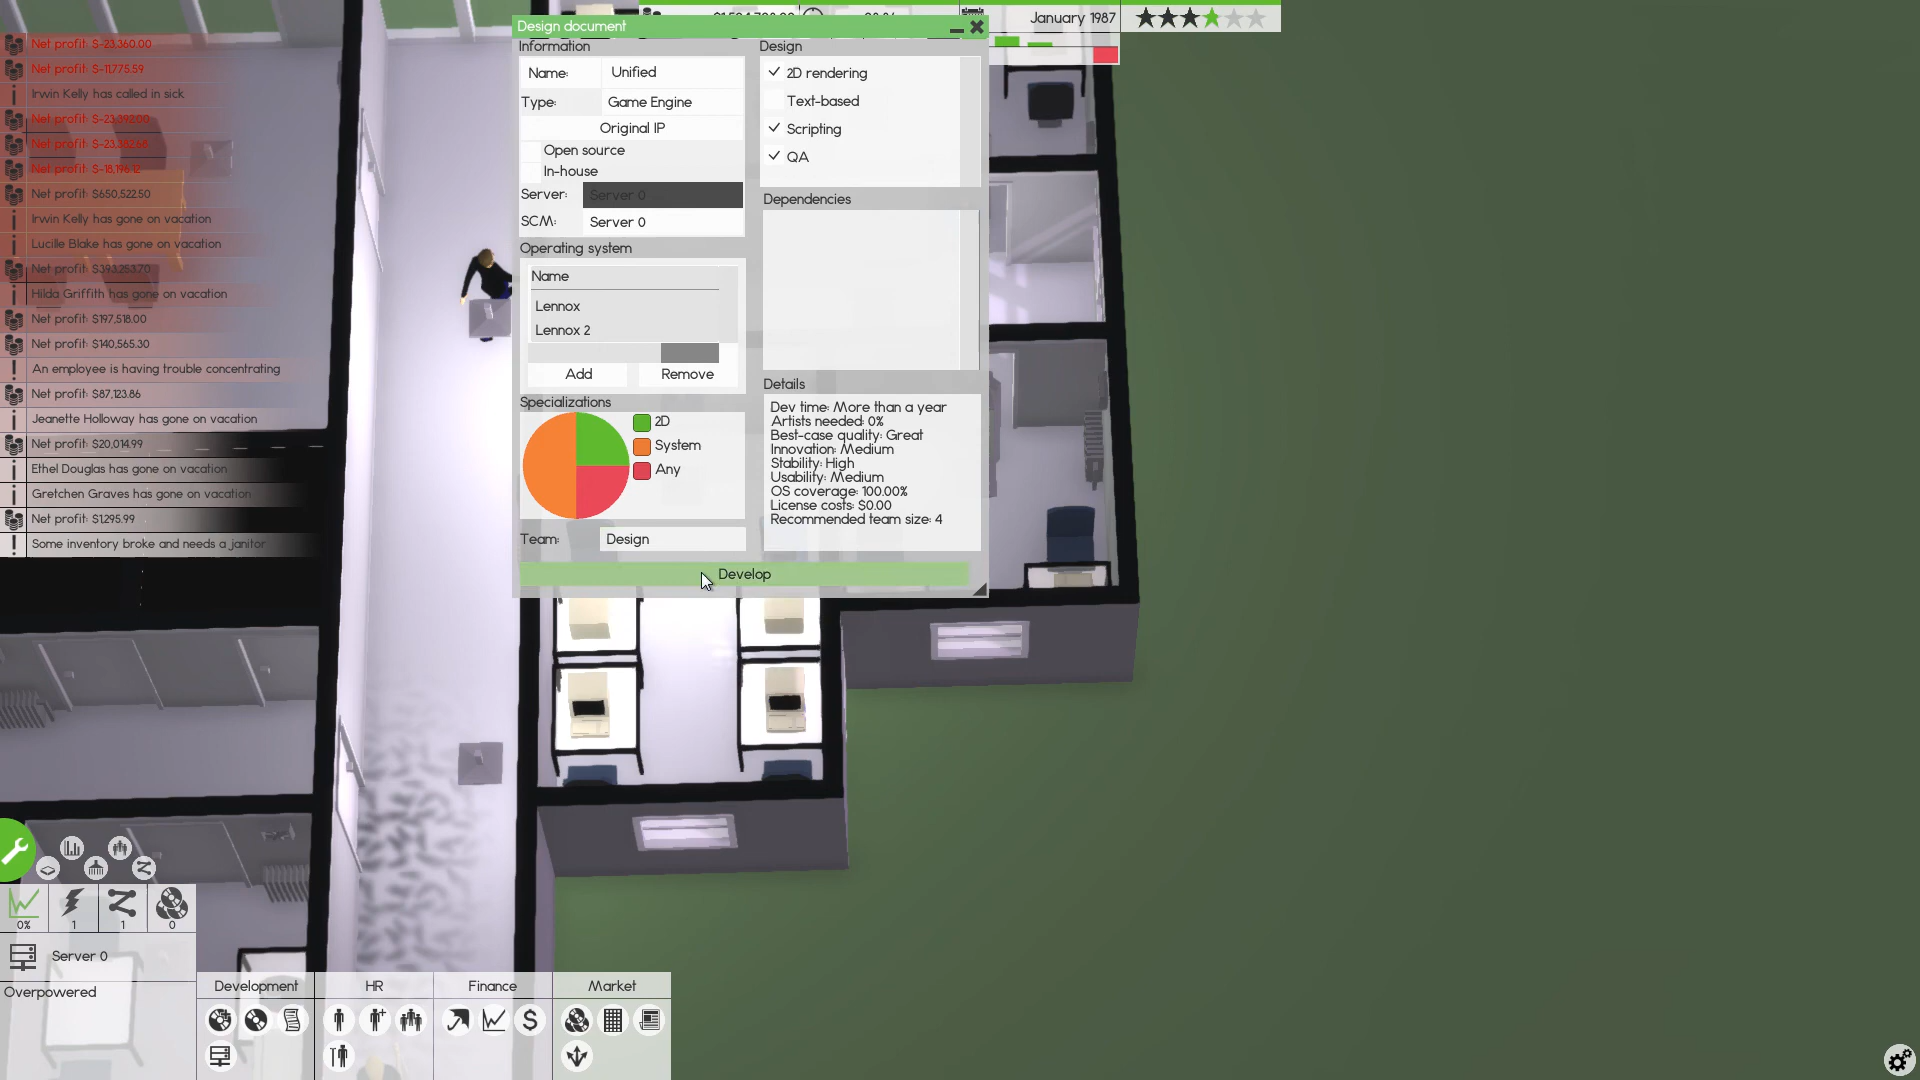 January 1987
Design document
Information
Name: Unified
Type: Game Engine
Original IP
Open source
In-house
Server: Server 0
SCM: Server 0
Operating system
Name
Lennox
Lennox 2
Add Remove
Specializations
2D
System
Any
Team: Design
Design
2D rendering
Text-based
Scripting
QA
Dependencies
Details
Dev time: More than a year
Artists needed: 0%
Best-case quality: Great
Innovation: Medium
Stability: High
Usability: Medium
OS coverage: 100.00%
License costs: $0.00
Recommended team size: 4
Develop
Net profit: $-23,360.00
Net profit: $-11,775.59
Irwin Kelly has called in sick
Net profit: $-23,392.00
Net profit: $-23,382.68
Net profit: $-18,196.12
Net profit: $650,522.50
Irwin Kelly has gone on vacation
Lucille Blake has gone on vacation
Net profit: $393,253.70
Hilda Griffith has gone on vacation
Net profit: $197,518.00
Net profit: $140,565.30
An employee is having trouble concentrating
Net profit: $87,123.86
Jeanette Holloway has gone on vacation
Net profit: $20,014.99
Ethel Douglas has gone on vacation
Gretchen Graves has gone on vacation
Net profit: $1,295.99
Some inventory broke and needs a janitor
0% 1 1 0
Server 0
Overpowered
Development HR Finance Market